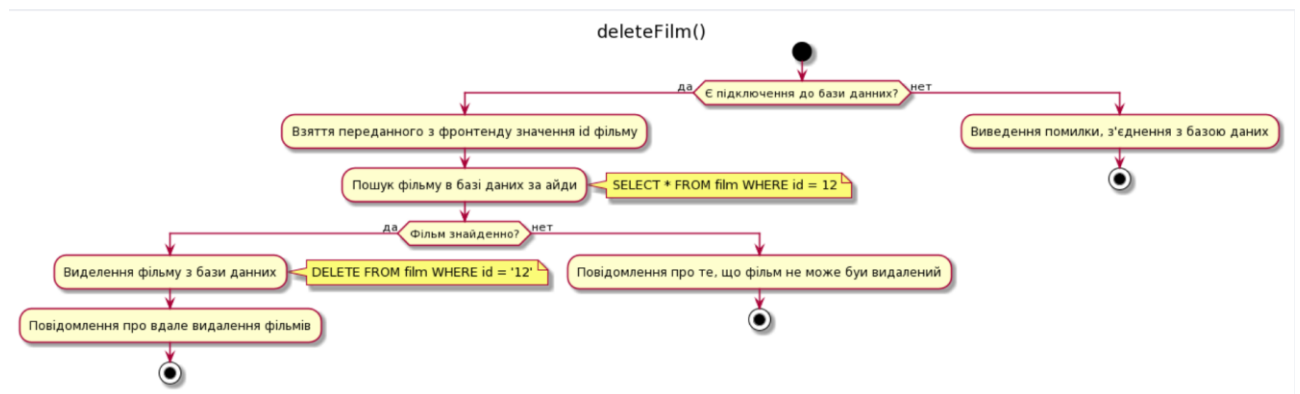 deleteFilm()
да
Є підключення до бази данних?
нет
Взяття переданного з фронтенду значення id фільму
Виведення помилки, з'єднення з базою даних
Пошук фільму в базі даних за айди
SELECT * FROM film WHERE id = 12
да
Фільм знайденно?
нет
Виделення фільму з бази данних
DELETE FROM film WHERE id = '12'
Повідомлення про те, що фільм не може буи видалений
Повідомлення про вдале видалення фільмів